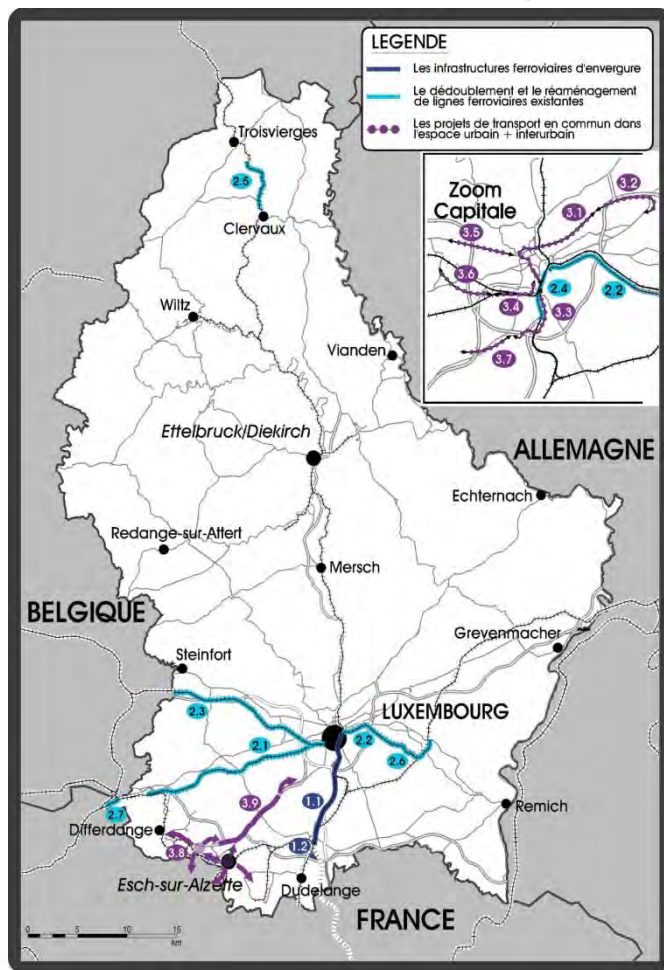 LEGENDE
Les infrastructures ferroviaires d'envergure
Le dédoublement et le réaménagement
de lignes ferroviaires existantes
Les projets de transport en commun dans
l'espace urbain + interurbain
Troisvierges
2.5
Clervaux
Zoom
Capitale
3.2
3.1
3.5
3.6
3.4
2.4
2.2
3.3
3.7
Wiltz
Vianden
Ettelbruck/Diekirch
ALLEMAGNE
Echternach
Redange-sur-Attert
Mersch
BELGIQUE
Grevenmacher
Steinfort
LUXEMBOURG
2.3
2.1
2.2
2.6
3.9
1.1
2.7
Differdange
Remich
3.8
1.2
Esch-sur-Alzette
Dudelange
FRANCE
0 5 10 15
km